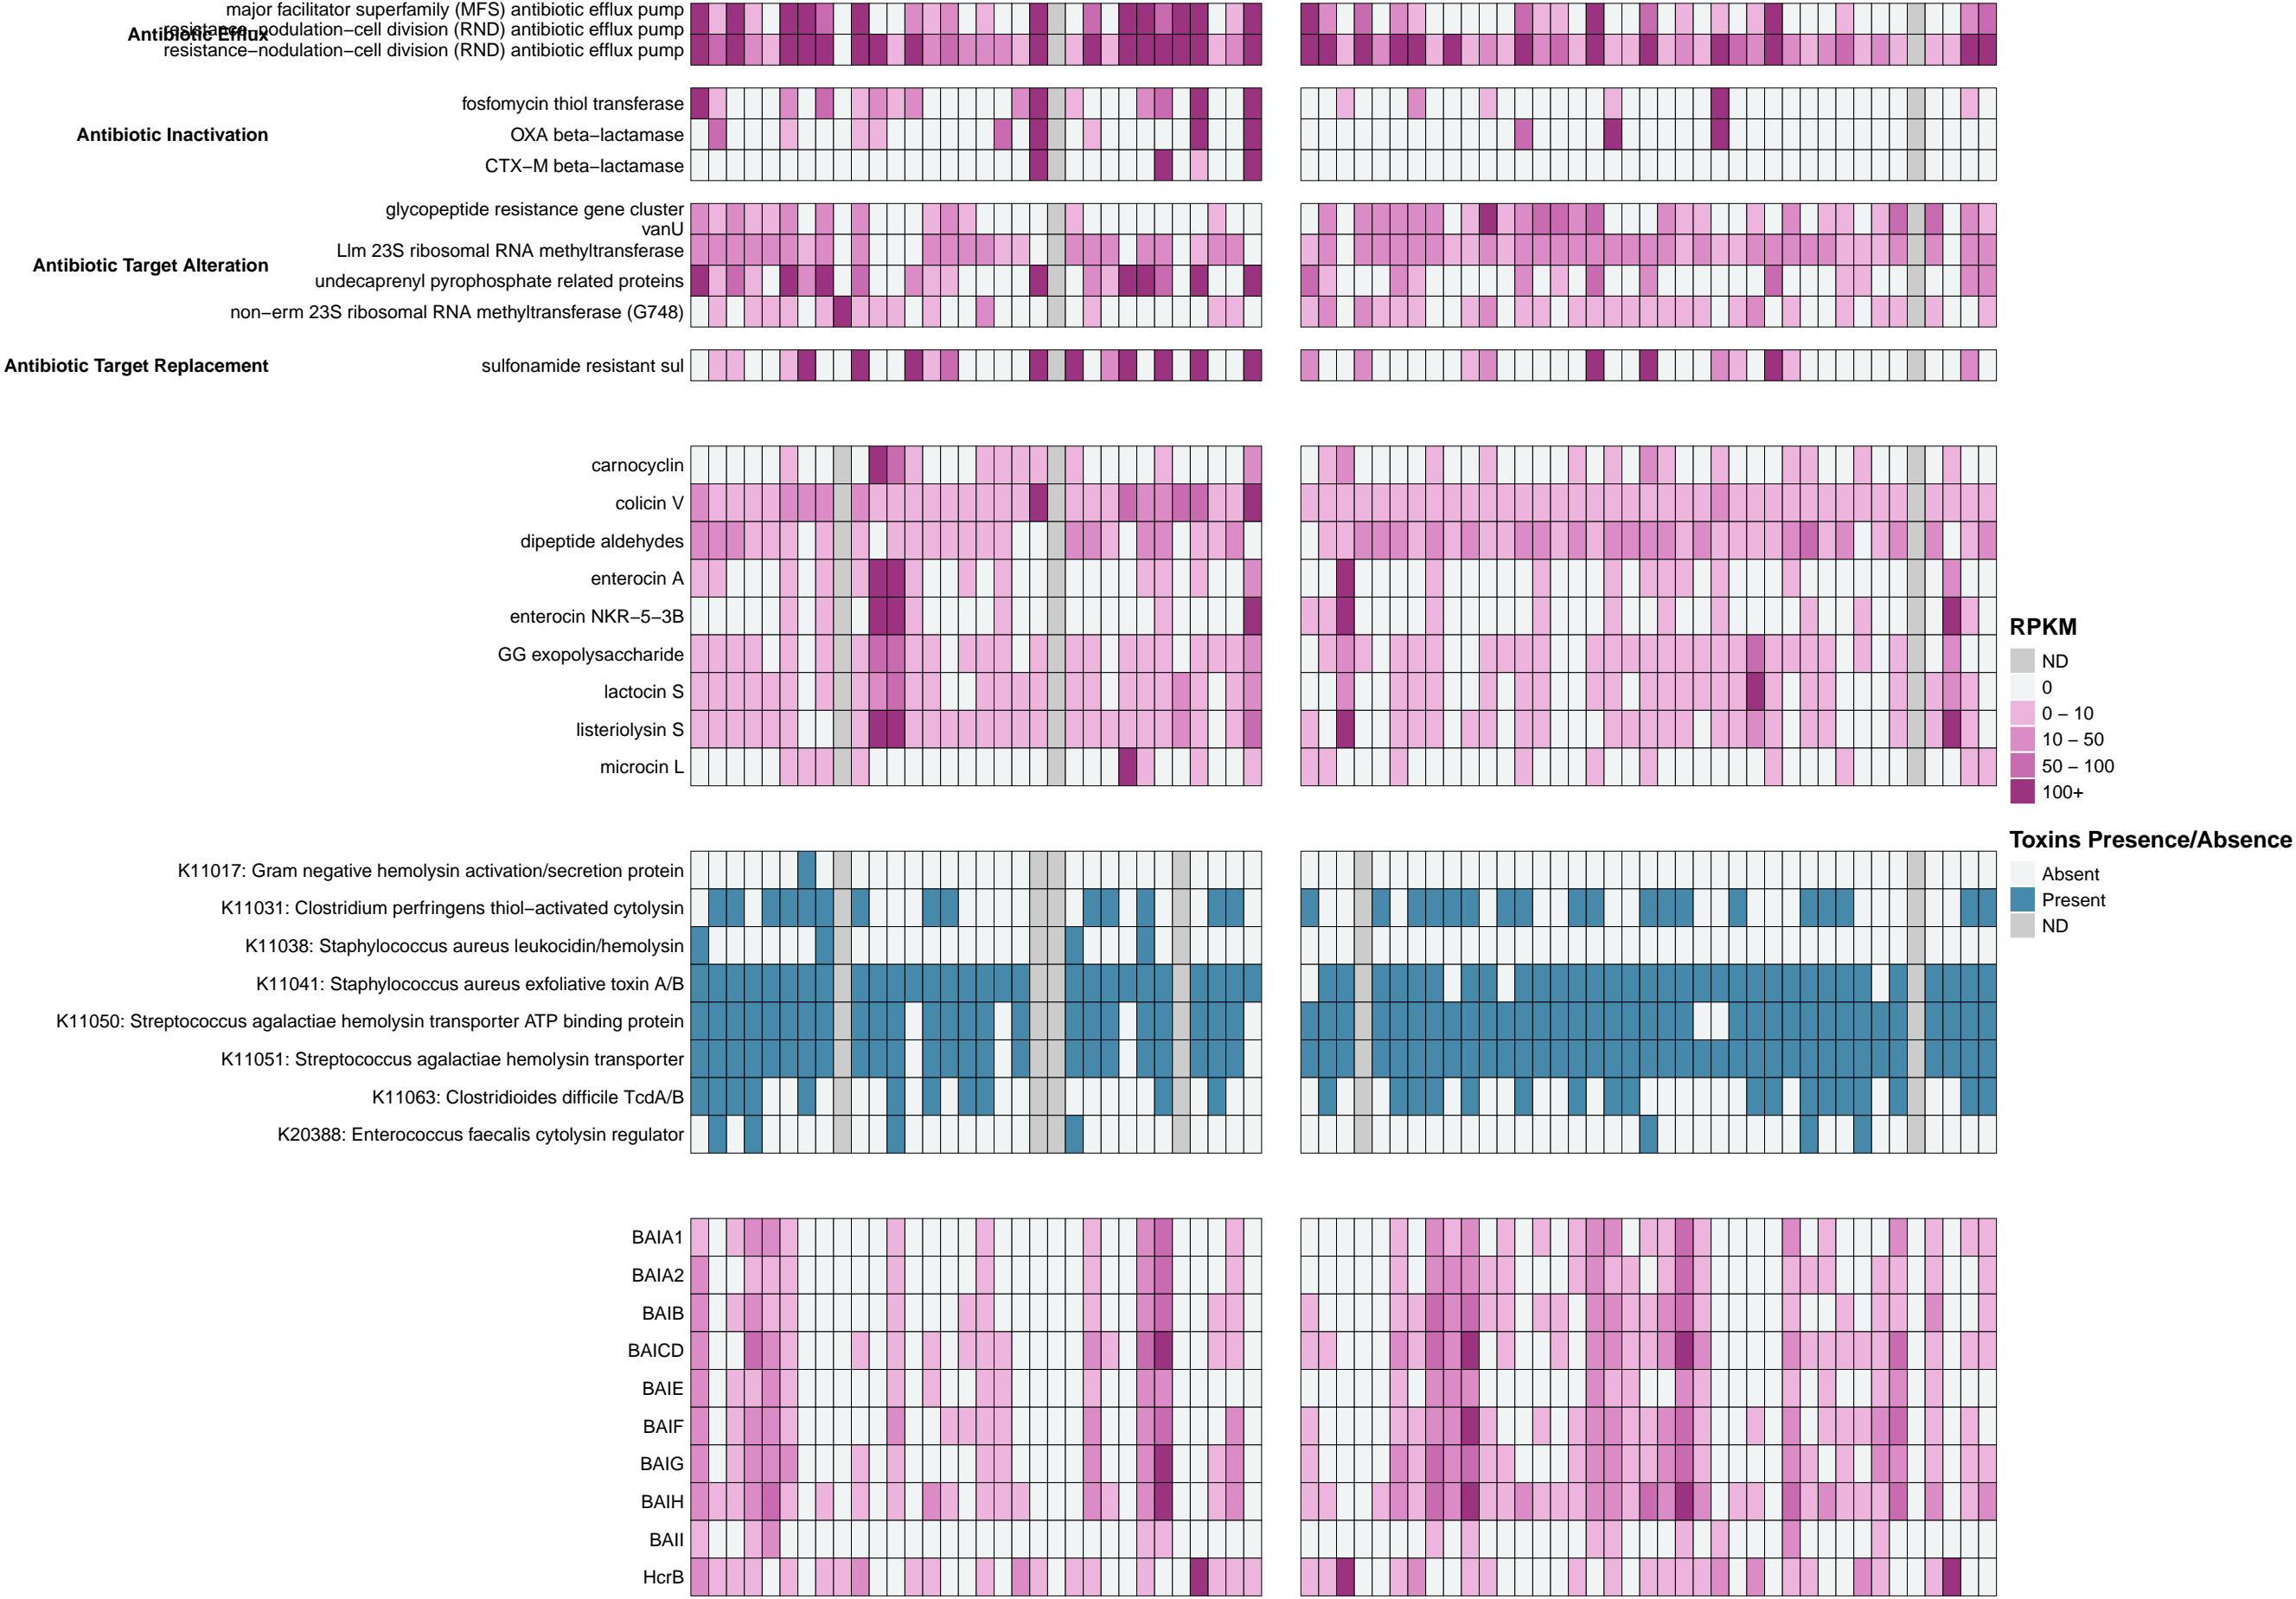 major facilitator superfamily (MFS) antibiotic efflux pump
resistance−nodulation−cell division (RND) antibiotic efflux pump
Antibiotic Efflux
resistance−nodulation−cell division (RND) antibiotic efflux pump
fosfomycin thiol transferase
Antibiotic Inactivation
OXA beta−lactamase
CTX−M beta−lactamase
glycopeptide resistance gene cluster
vanU
Llm 23S ribosomal RNA methyltransferase
Antibiotic Target Alteration
undecaprenyl pyrophosphate related proteins
non−erm 23S ribosomal RNA methyltransferase (G748)
Antibiotic Target Replacement
sulfonamide resistant sul
carnocyclin
colicin V
dipeptide aldehydes
enterocin A
enterocin NKR−5−3B
GG exopolysaccharide
lactocin S
listeriolysin S
microcin L
RPKM
ND
0
0 − 10
10 − 50
50 − 100
100+
Toxins Presence/Absence
Absent
Present
ND
K11017: Gram negative hemolysin activation/secretion protein
K11031: Clostridium perfringens thiol−activated cytolysin
K11038: Staphylococcus aureus leukocidin/hemolysin
K11041: Staphylococcus aureus exfoliative toxin A/B
K11050: Streptococcus agalactiae hemolysin transporter ATP binding protein
K11051: Streptococcus agalactiae hemolysin transporter
K11063: Clostridioides difficile TcdA/B
K20388: Enterococcus faecalis cytolysin regulator
BAIA1
BAIA2
BAIB
BAICD
BAIE
BAIF
BAIG
BAIH
BAII
HcrB